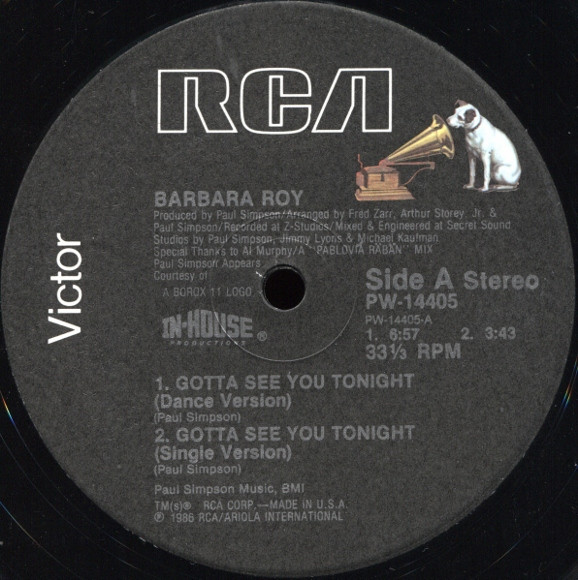 RCA
Victor
BARBARA ROY
Produced by Paul Simpson/Arranged by Fred Zarr, Arthur Storey, Jr. &
Paul Simpson/Recorded at Z-Studios/Mixed & Engineered at Secret Sound
Studios by Paul Simpson, Jimmy Lyons & Michael Kaufman
Special Thanks to Al Murphy/A "PABLOVIA RABAN" MIX
Paul Simpson Appears
Courtesy of
A BOROX 11 LOGO
IN-HOUSE ®
PRODUCTIONS
Side A Stereo
PW-14405
PW-14405-A
1. 6:57 2. 3:43
33⅓ RPM
1. GOTTA SEE YOU TONIGHT
(Dance Version)
(Paul Simpson)
2. GOTTA SEE YOU TONIGHT
(Single Version)
(Paul Simpson)
Paul Simpson Music, BMI
TM(s)® RCA CORP.—MADE IN U.S.A.
℗ 1986 RCA/ARIOLA INTERNATIONAL